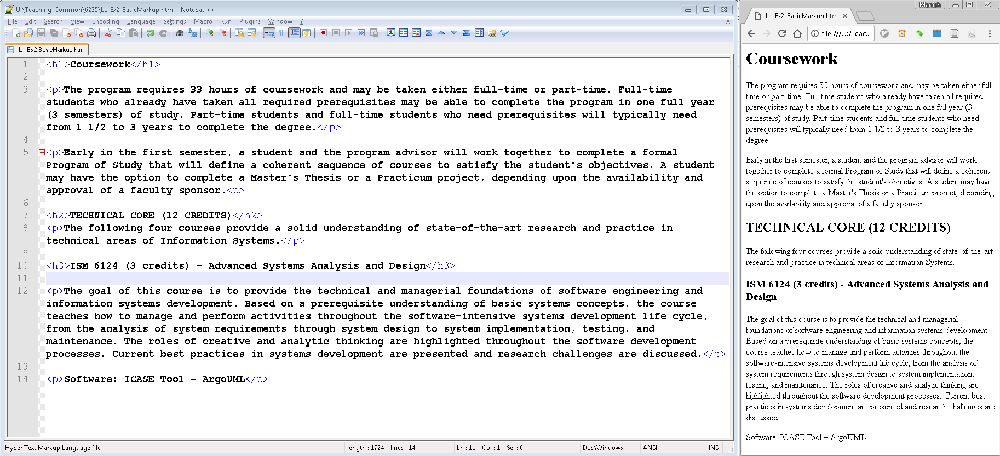 U:\Teaching_Common\6225\L1-Ex2-BasicMarkup.html - Notepad++
File Edit Search View Encoding Language Settings Macro Run Plugins Window ? X
L1-Ex2-BasicMarkup.html
1 <h1>Coursework</h1>
2
3 <p>The program requires 33 hours of coursework and may be taken either full-time or part-time. Full-time
students who already have taken all required prerequisites may be able to complete the program in one full year
(3 semesters) of study. Part-time students and full-time students who need prerequisites will typically need
from 1 1/2 to 3 years to complete the degree.</p>
4
5 <p>Early in the first semester, a student and the program advisor will work together to complete a formal
Program of Study that will define a coherent sequence of courses to satisfy the student's objectives. A student
may have the option to complete a Master's Thesis or a Practicum project, depending upon the availability and
approval of a faculty sponsor.<p>
6
7 <h2>TECHNICAL CORE (12 CREDITS)</h2>
8 <p>The following four courses provide a solid understanding of state-of-the-art research and practice in
technical areas of Information Systems.</p>
9
10 <h3>ISM 6124 (3 credits) - Advanced Systems Analysis and Design</h3>
11
12 <p>The goal of this course is to provide the technical and managerial foundations of software engineering and
information systems development. Based on a prerequisite understanding of basic systems concepts, the course
teaches how to manage and perform activities throughout the software-intensive systems development life cycle,
from the analysis of system requirements through system design to system implementation, testing, and
maintenance. The roles of creative and analytic thinking are highlighted throughout the software development
processes. Current best practices in systems development are presented and research challenges are discussed.</p>
13
14 <p>Software: ICASE Tool – ArgoUML</p>
Hyper Text Markup Language file length : 1724 lines : 14 Ln : 11 Col : 1 Sel : 0 Dos\Windows ANSI INS
Manish
L1-Ex2-BasicMarkup.htm
file:///U:/Teac...
Coursework
The program requires 33 hours of coursework and may be taken either full-
time or part-time. Full-time students who already have taken all required
prerequisites may be able to complete the program in one full year (3
semesters) of study. Part-time students and full-time students who need
prerequisites will typically need from 1 1/2 to 3 years to complete the
degree.
Early in the first semester, a student and the program advisor will work
together to complete a formal Program of Study that will define a coherent
sequence of courses to satisfy the student's objectives. A student may have
the option to complete a Master's Thesis or a Practicum project, depending
upon the availability and approval of a faculty sponsor.
TECHNICAL CORE (12 CREDITS)
The following four courses provide a solid understanding of state-of-the-art
research and practice in technical areas of Information Systems.
ISM 6124 (3 credits) - Advanced Systems Analysis and
Design
The goal of this course is to provide the technical and managerial
foundations of software engineering and information systems development.
Based on a prerequisite understanding of basic systems concepts, the
course teaches how to manage and perform activities throughout the
software-intensive systems development life cycle, from the analysis of
system requirements through system design to system implementation,
testing, and maintenance. The roles of creative and analytic thinking are
highlighted throughout the software development processes. Current best
practices in systems development are presented and research challenges are
discussed.
Software: ICASE Tool – ArgoUML